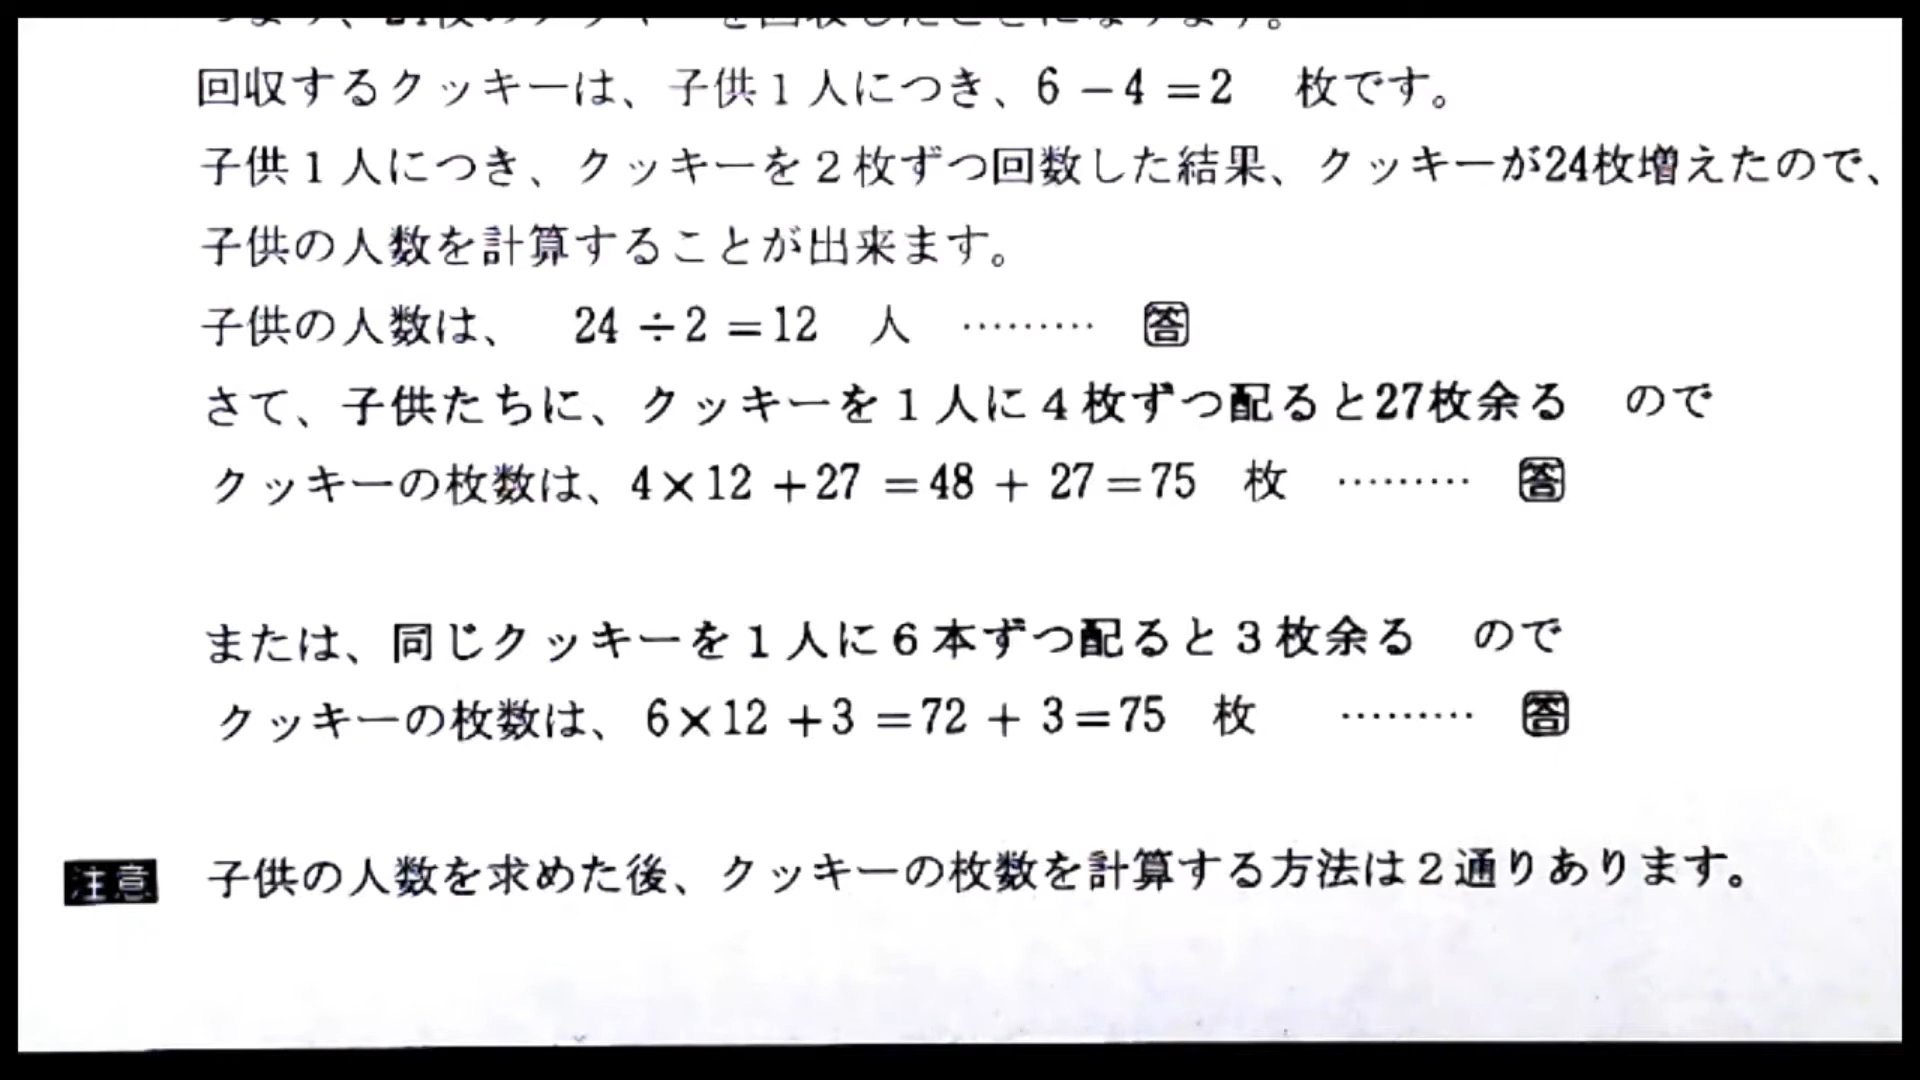 回収するクッキーは、子供1人につき、6－4＝2 枚です。
子供1人につき、クッキーを2枚ずつ回数した結果、クッキーが24枚増えたので、
子供の人数を計算することが出来ます。
子供の人数は、 24÷2＝12 人 ……… 答
さて、子供たちに、クッキーを1人に4枚ずつ配ると27枚余る ので
クッキーの枚数は、4×12＋27＝48＋27＝75 枚 ……… 答
または、同じクッキーを1人に6本ずつ配ると3枚余る ので
クッキーの枚数は、6×12＋3＝72＋3＝75 枚 ……… 答
注意 子供の人数を求めた後、クッキーの枚数を計算する方法は2通りあります。